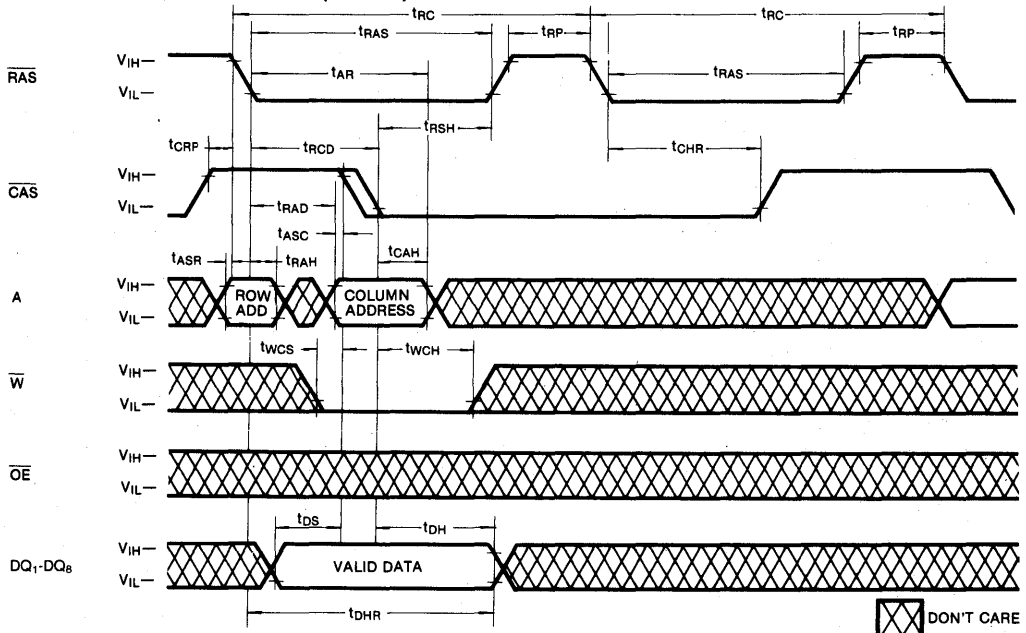 tRC tRC
tRAS tRP tRP
RAS VIH— tAR tRAS
VIL—
tRSH
tCRP tRCD tCHR
CAS VIH—
VIL—
tRAD
tASC
tASR tRAH tCAH
A VIH— ROW ADD COLUMN ADDRESS
VIL—
tWCS tWCH
W VIH—
VIL—
OE VIH—
VIL—
tDS tDH
DQ1-DQ8 VIH— VALID DATA
VIL—
tDHR
DON'T CARE